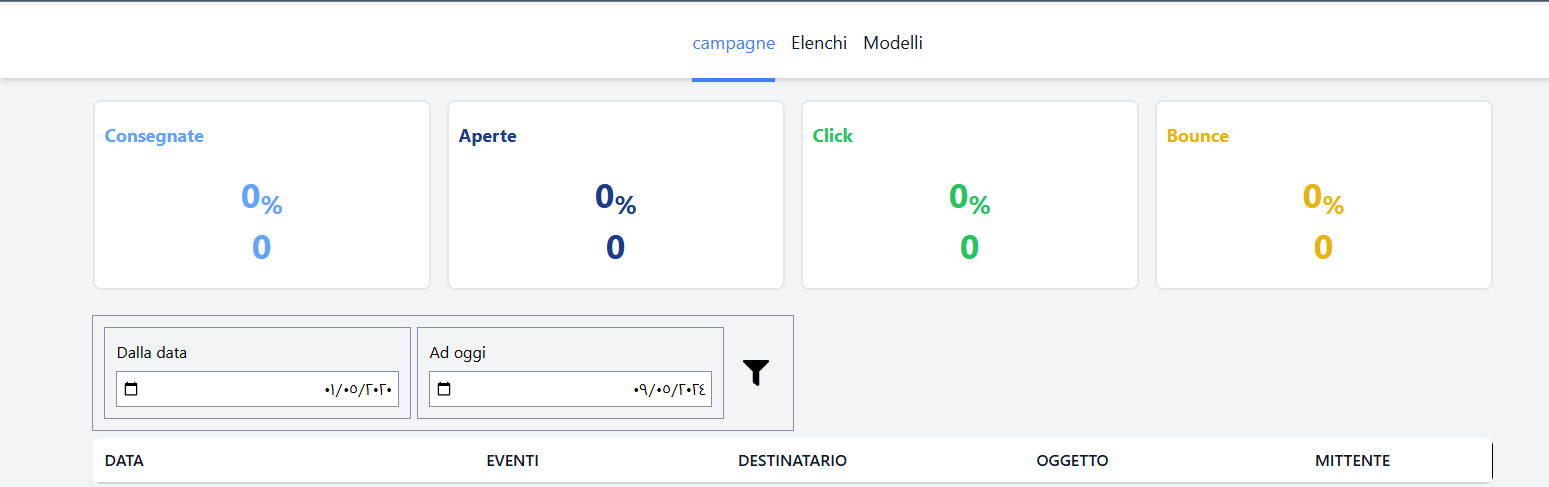 campagne Elenchi Modelli
Consegnate Aperte Click Bounce
0% 0% 0% 0%
0 0 0 0
Dalla data Ad oggi
٠١/٠٥/٢٠٢٠ ٠٩/٠٥/٢٠٢٤
DATA EVENTI DESTINATARIO OGGETTO MITTENTE